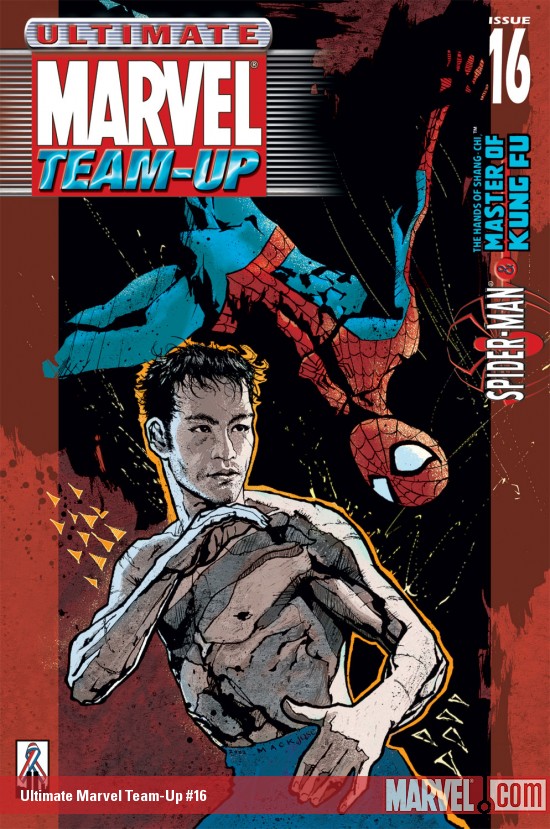 ULTIMATE
MARVEL®
TEAM-UP
ISSUE
16
THE HANDS OF SHANG-CHI,™
MASTER OF
KUNG FU
&
SPIDER-MAN
MACK
Ultimate Marvel Team-Up #16
MARVEL.com